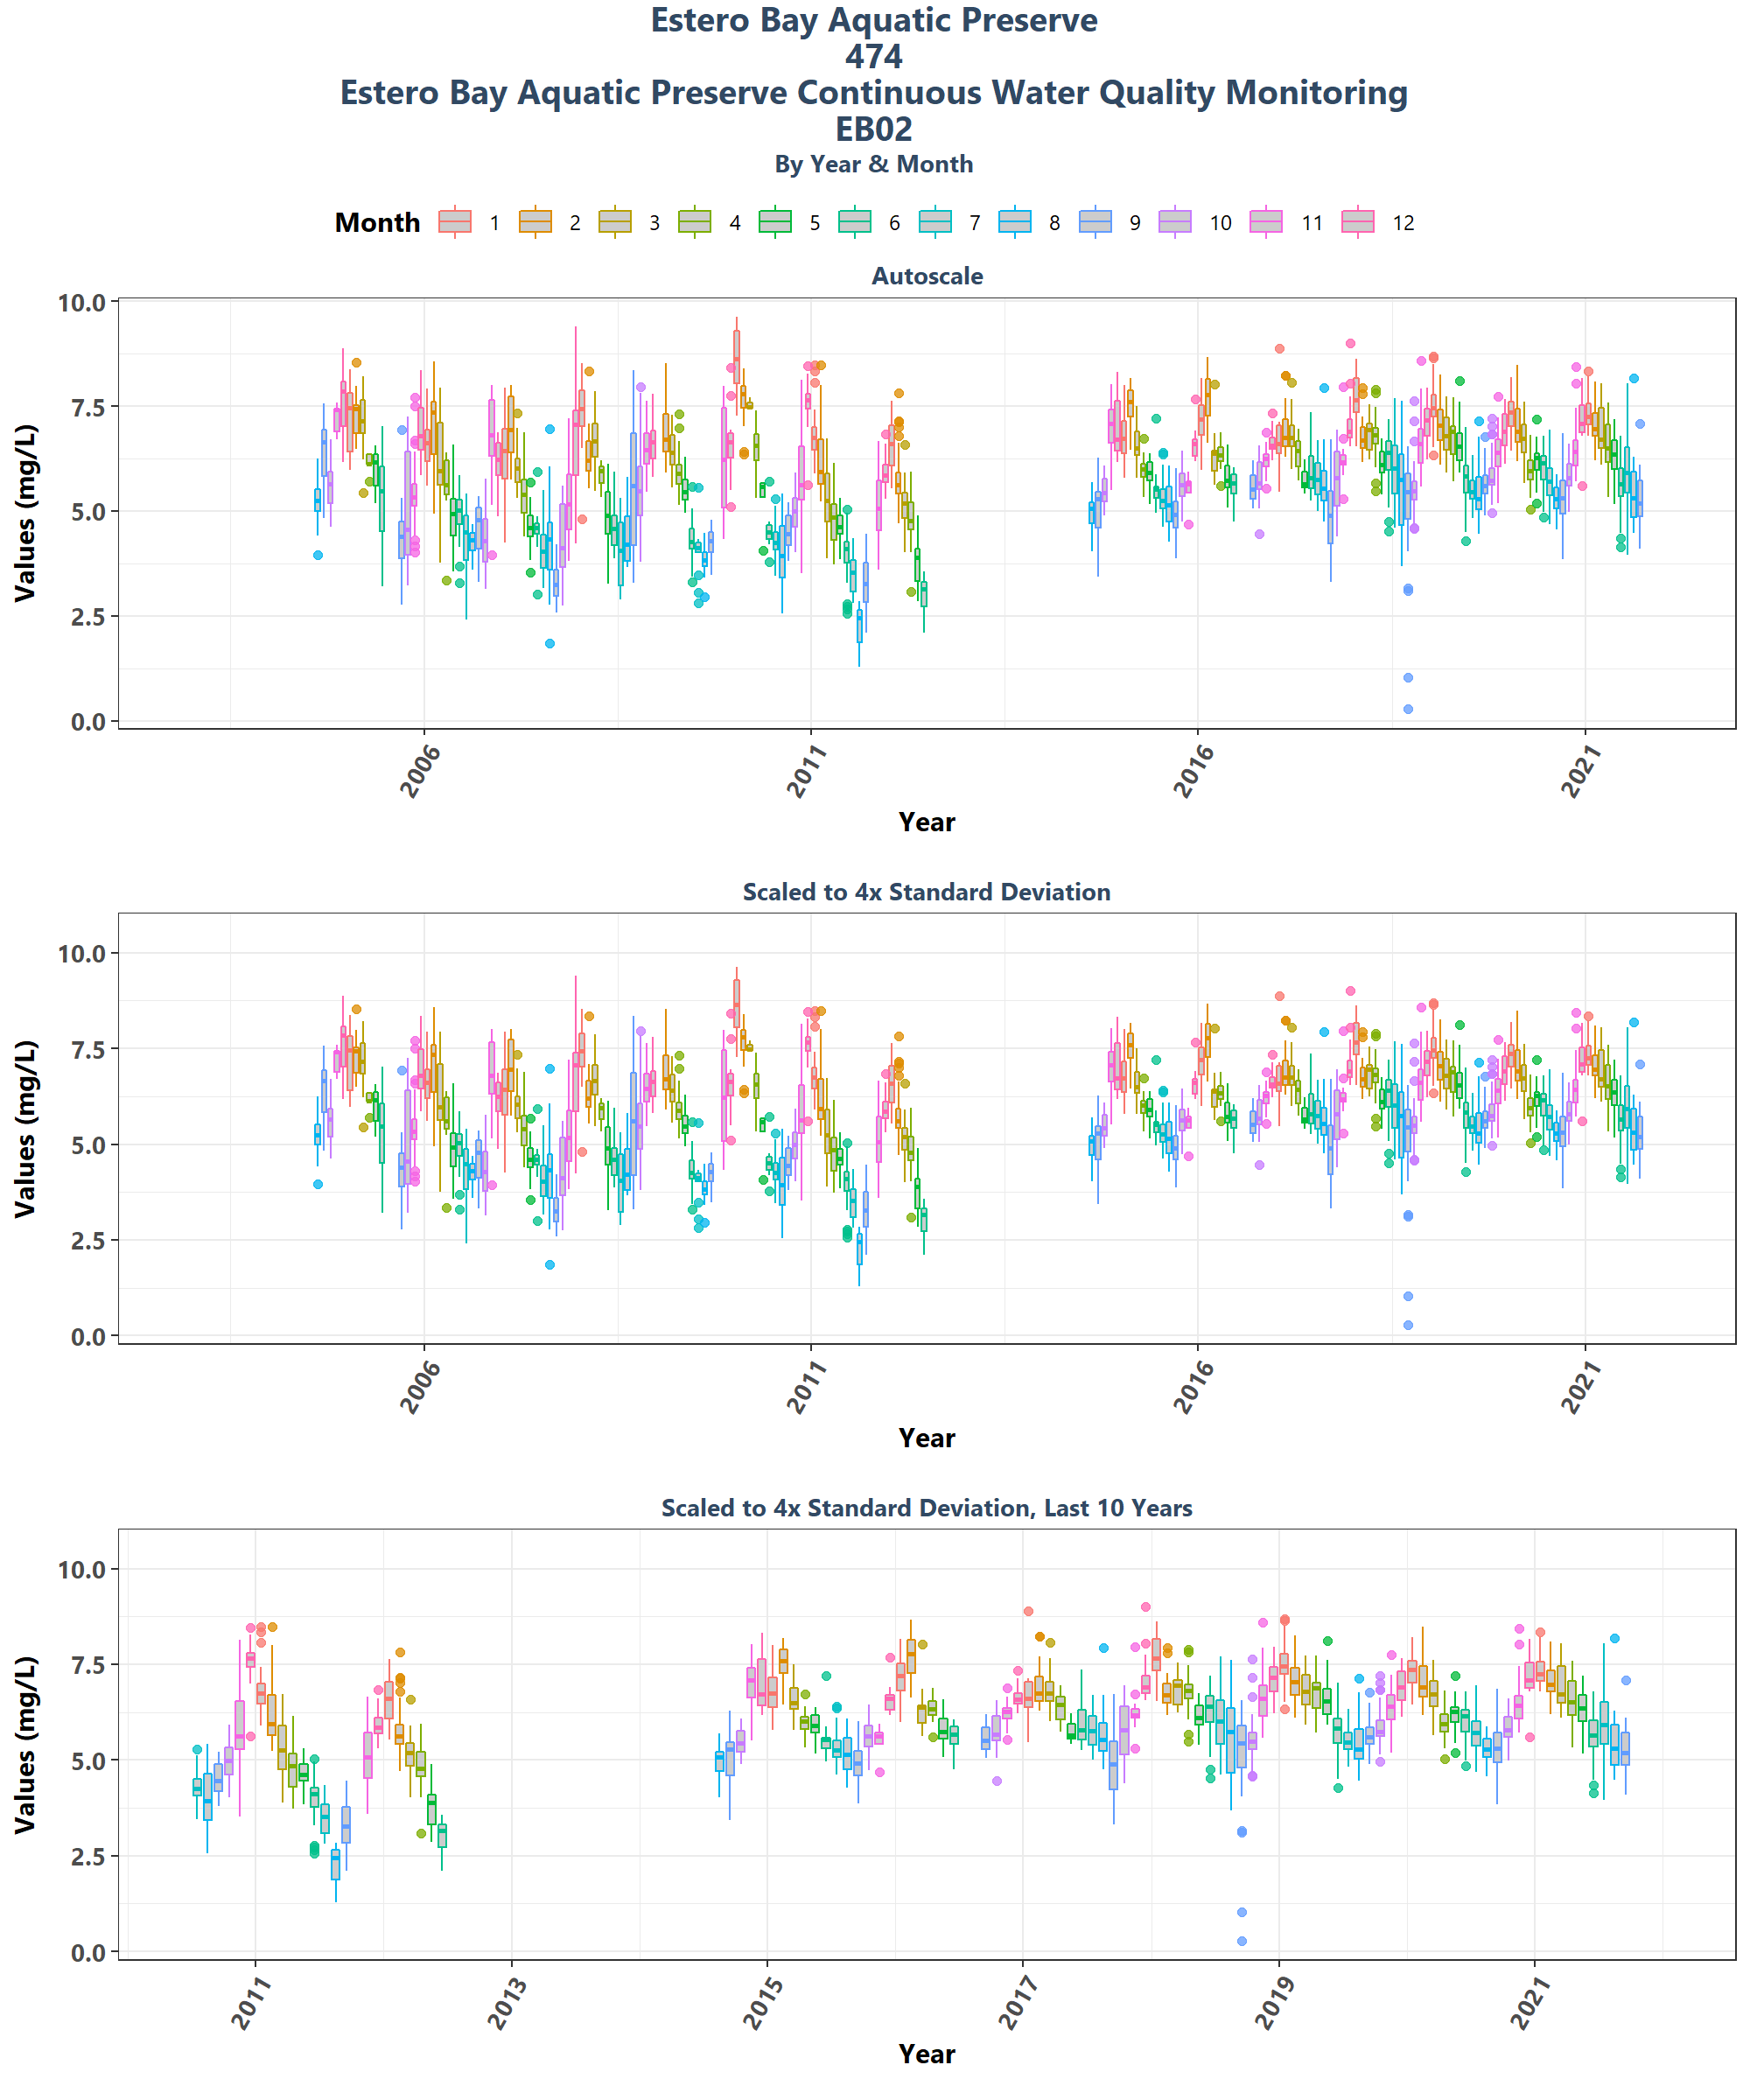 Estero Bay Aquatic Preserve
474
Estero Bay Aquatic Preserve Continuous Water Quality Monitoring
EB02
By Year & Month
Month 1 2 3 4 5 6 7 8 9 10 11 12
Autoscale
10.0
7.5
5.0
2.5
0.0
Values (mg/L)
2006 2011 2016 2021
Year
Scaled to 4x Standard Deviation
10.0
7.5
5.0
2.5
0.0
Values (mg/L)
2006 2011 2016 2021
Year
Scaled to 4x Standard Deviation, Last 10 Years
10.0
7.5
5.0
2.5
0.0
Values (mg/L)
2011 2013 2015 2017 2019 2021
Year